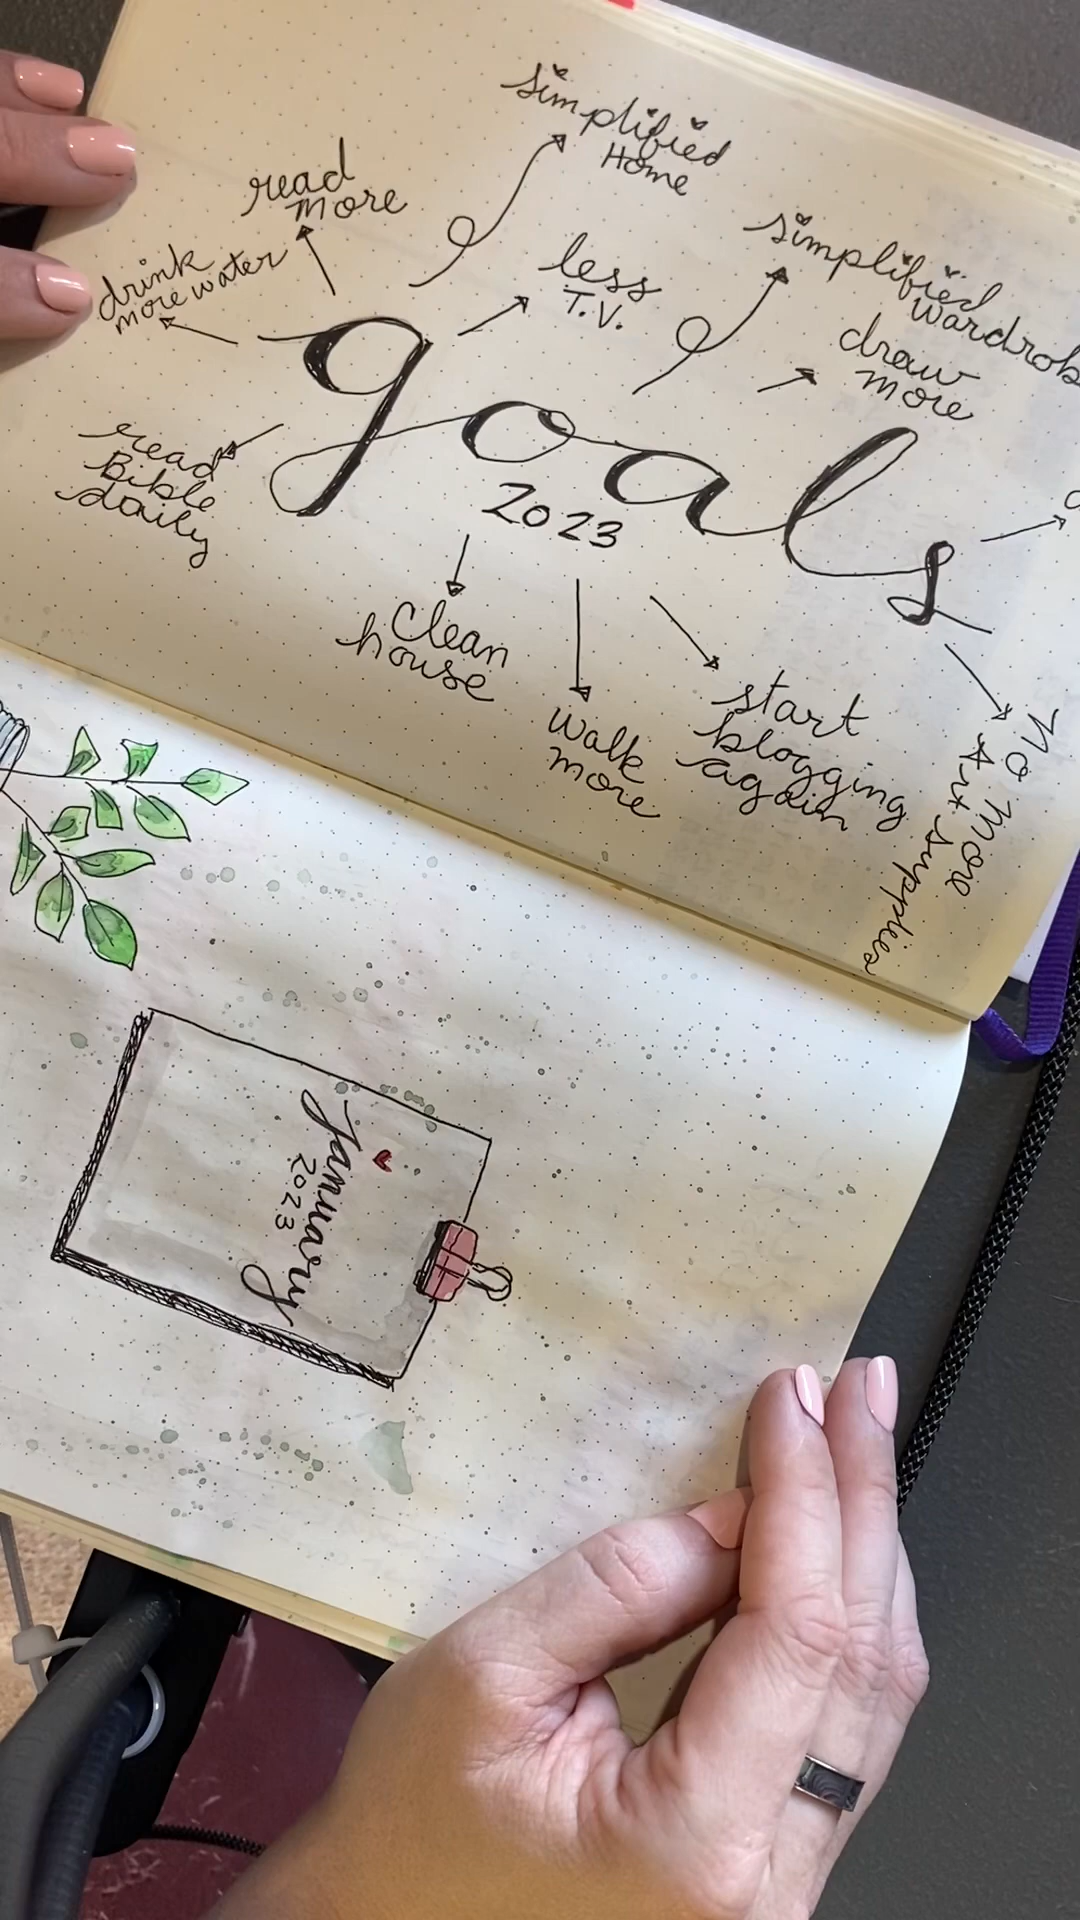 simplified
Home
read
more
drink
more water
less
T.V.
simplified
draw
more
goals
2023
read
Bible
daily
Clean
house
walk
more
start
blogging
again
No more
Art supplies
January
2023